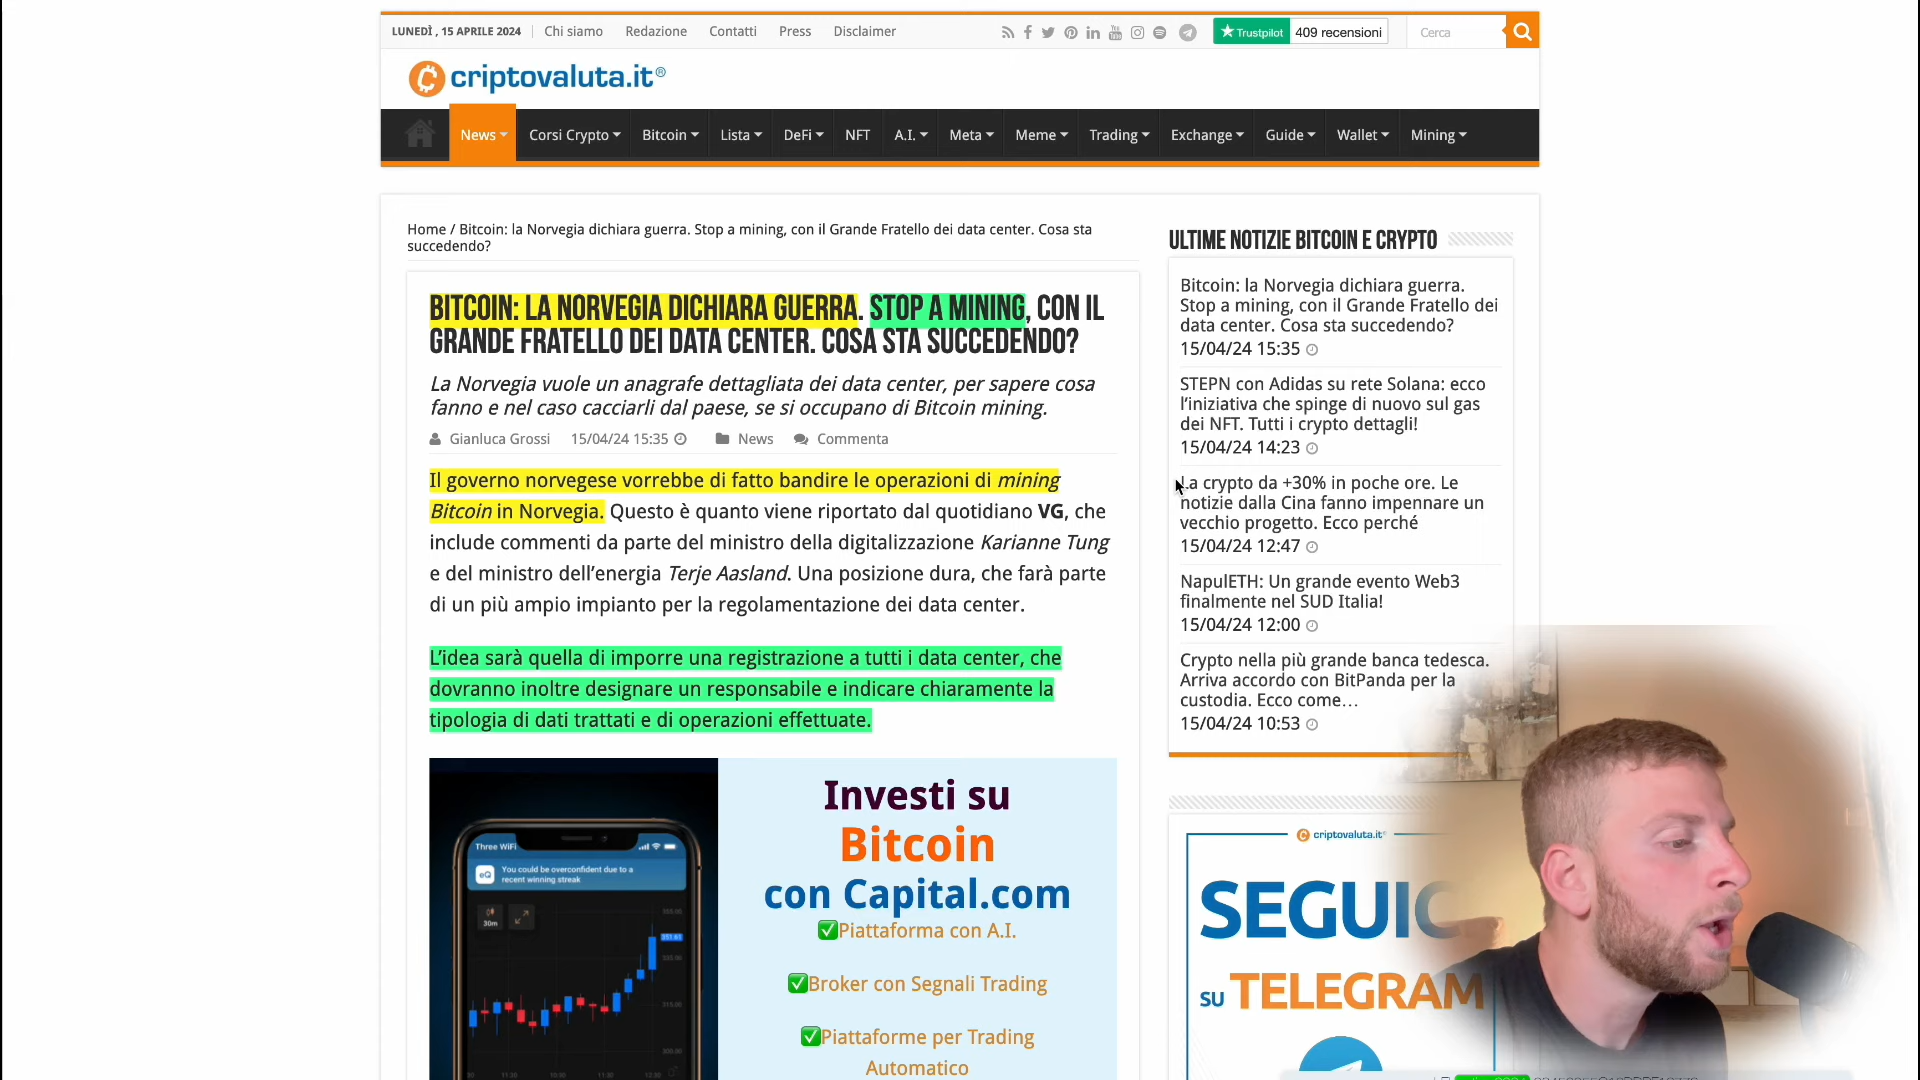 LUNEDÌ , 15 APRILE 2024 Chi siamo Redazione Contatti Press Disclaimer Trustpilot 409 recensioni Cerca
criptovaluta.it®
News Corsi Crypto Bitcoin Lista DeFi NFT A.I. Meta Meme Trading Exchange Guide Wallet Mining
Home / Bitcoin: la Norvegia dichiara guerra. Stop a mining, con il Grande Fratello dei data center. Cosa sta
succedendo?
BITCOIN: LA NORVEGIA DICHIARA GUERRA. STOP A MINING, CON IL
GRANDE FRATELLO DEI DATA CENTER. COSA STA SUCCEDENDO?
La Norvegia vuole un anagrafe dettagliata dei data center, per sapere cosa
fanno e nel caso cacciarli dal paese, se si occupano di Bitcoin mining.
Gianluca Grossi 15/04/24 15:35 News Commenta
Il governo norvegese vorrebbe di fatto bandire le operazioni di mining
Bitcoin in Norvegia. Questo è quanto viene riportato dal quotidiano VG, che
include commenti da parte del ministro della digitalizzazione Karianne Tung
e del ministro dell’energia Terje Aasland. Una posizione dura, che farà parte
di un più ampio impianto per la regolamentazione dei data center.
L’idea sarà quella di imporre una registrazione a tutti i data center, che
dovranno inoltre designare un responsabile e indicare chiaramente la
tipologia di dati trattati e di operazioni effettuate.
Three WiFi
You could be overconfident due to a
recent winning streak
30m
Investi su
Bitcoin
con Capital.com
Piattaforma con A.I.
Broker con Segnali Trading
Piattaforme per Trading
Automatico
ULTIME NOTIZIE BITCOIN E CRYPTO
Bitcoin: la Norvegia dichiara guerra.
Stop a mining, con il Grande Fratello dei
data center. Cosa sta succedendo?
15/04/24 15:35
STEPN con Adidas su rete Solana: ecco
l’iniziativa che spinge di nuovo sul gas
dei NFT. Tutti i crypto dettagli!
15/04/24 14:23
La crypto da +30% in poche ore. Le
notizie dalla Cina fanno impennare un
vecchio progetto. Ecco perché
15/04/24 12:47
NapulETH: Un grande evento Web3
finalmente nel SUD Italia!
15/04/24 12:00
Crypto nella più grande banca tedesca.
Arriva accordo con BitPanda per la
custodia. Ecco come…
15/04/24 10:53
criptovaluta.it®
SEGUIC
SU TELEGRAM